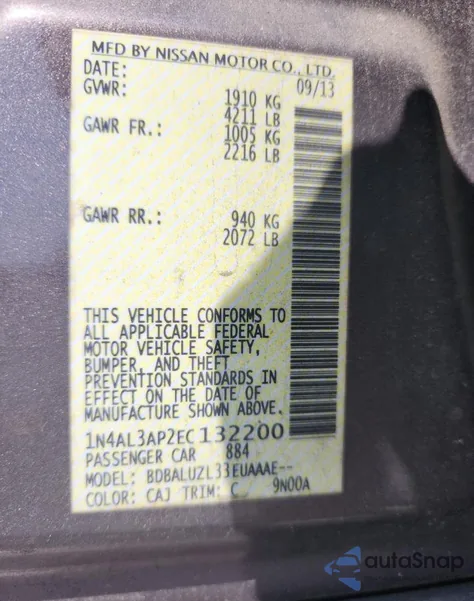 MFD BY NISSAN MOTOR CO., LTD.
DATE: 09/13
GVWR: 1910 KG
4211 LB
GAWR FR.: 1005 KG
2216 LB
GAWR RR.: 940 KG
2072 LB
THIS VEHICLE CONFORMS TO
ALL APPLICABLE FEDERAL
MOTOR VEHICLE SAFETY,
BUMPER, AND THEFT
PREVENTION STANDARDS IN
EFFECT ON THE DATE OF
MANUFACTURE SHOWN ABOVE.
1N4AL3AP2EC132200
PASSENGER CAR 884
MODEL: BDBALUZL33EUAAAE--
COLOR: CAJ TRIM: C 9N00A
autoSnap